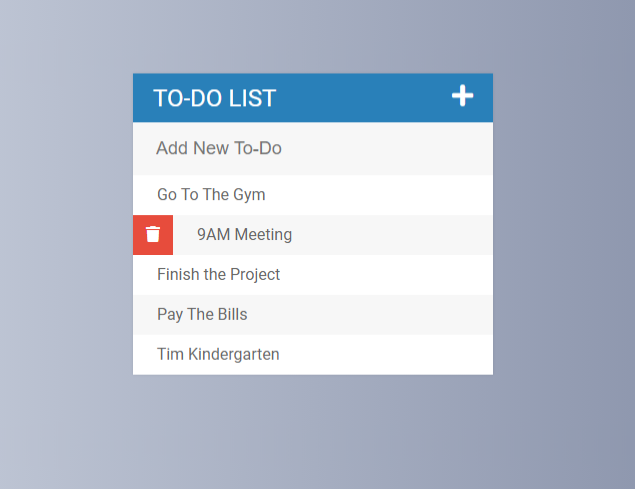 TO-DO LIST
Add New To-Do
Go To The Gym
9AM Meeting
Finish the Project
Pay The Bills
Tim Kindergarten